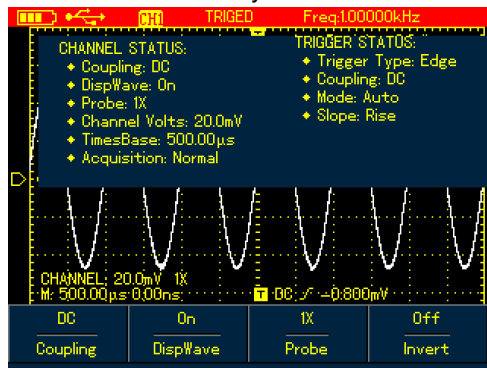 CH1 TRIGED Freq:1.00000kHz
CHANNEL STATUS:
◆ Coupling: DC
◆ DispWave: On
◆ Probe: 1X
◆ Channel Volts: 20.0mV
◆ TimesBase: 500.00µs
◆ Acquisition: Normal
TRIGGER STATUS:
◆ Trigger Type: Edge
◆ Coupling: DC
◆ Mode: Auto
◆ Slope: Rise
CHANNEL: 20.0mV 1X
M: 500.00µs 0.00ns
T DC: -0.800mV
DC On 1X Off
Coupling DispWave Probe Invert